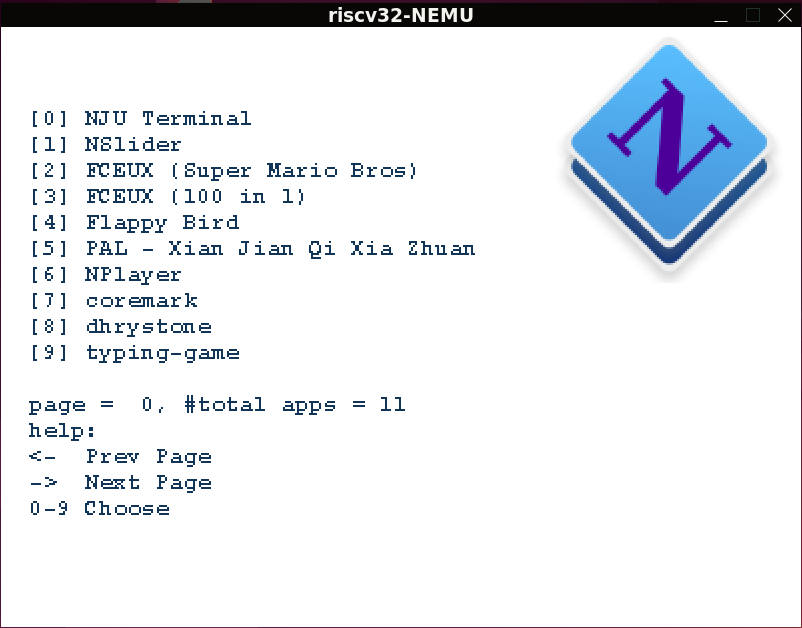 riscv32-NEMU
N
[0] NJU Terminal
[1] NSlider
[2] FCEUX (Super Mario Bros)
[3] FCEUX (100 in 1)
[4] Flappy Bird
[5] PAL - Xian Jian Qi Xia Zhuan
[6] NPlayer
[7] coremark
[8] dhrystone
[9] typing-game
page =  0, #total apps = 11
help:
<-  Prev Page
->  Next Page
0-9 Choose